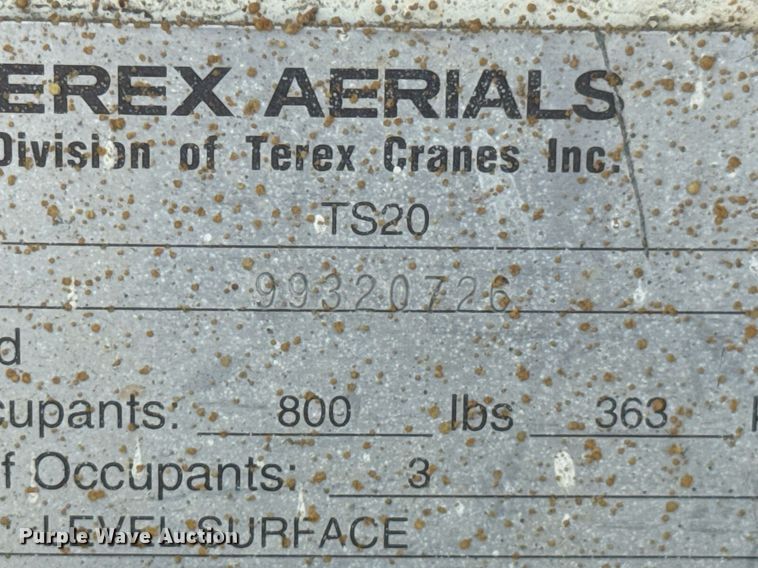 EREX AERIALS
Division of Terex Cranes Inc.
TS20
99320726
d
cupants. 800 lbs 363
f Occupants: 3
LEVEL SURFACE
Purple Wave Auction